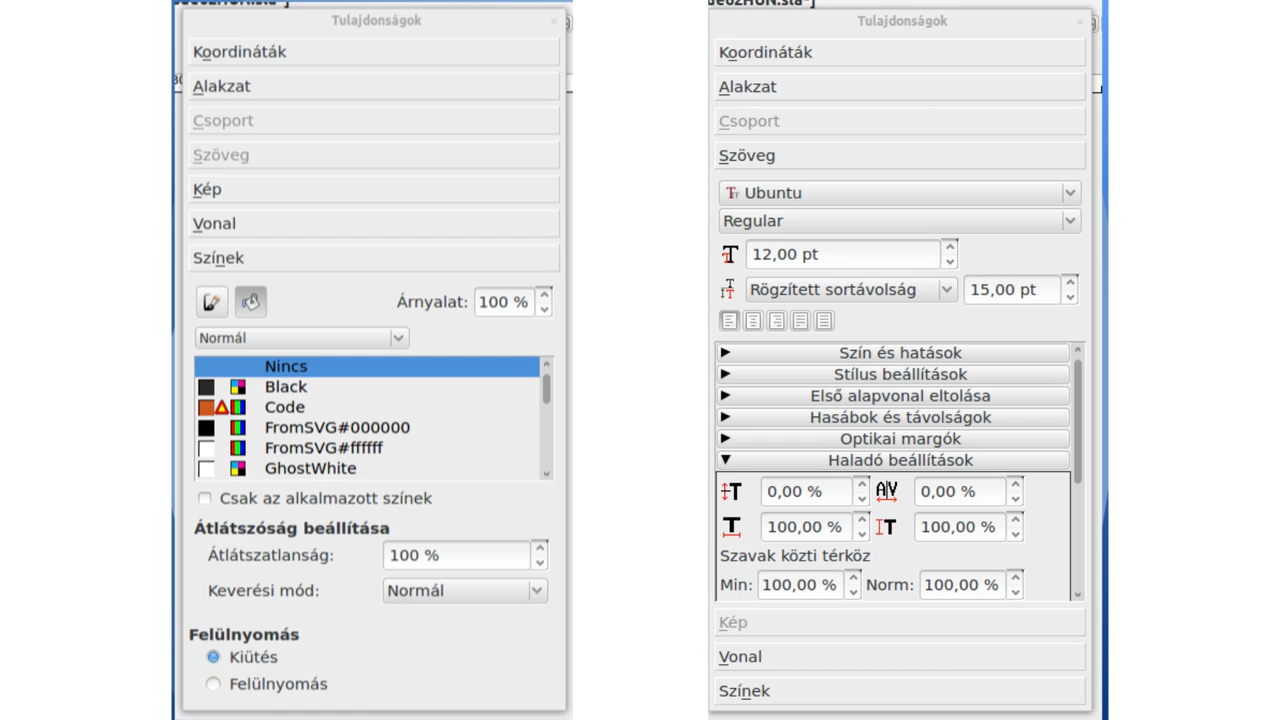 Tulajdonságok
Koordináták
Alakzat
Csoport
Szöveg
Kép
Vonal
Színek
Árnyalat: 100 %
Normál
Nincs
Black
Code
FromSVG#000000
FromSVG#ffffff
GhostWhite
Csak az alkalmazott színek
Átlátszóság beállítása
Átlátszatlanság: 100 %
Keverési mód: Normál
Felülnyomás
Kiütés
Felülnyomás
de62HUN.sla*]
Tulajdonságok
Koordináták
Alakzat
Csoport
Szöveg
Ubuntu
Regular
12,00 pt
Rögzített sortávolság 15,00 pt
Szín és hatások
Stílus beállítások
Első alapvonal eltolása
Hasábok és távolságok
Optikai margók
Haladó beállítások
0,00 % 0,00 %
100,00 % 100,00 %
Szavak közti térköz
Min: 100,00 % Norm: 100,00 %
Kép
Vonal
Színek